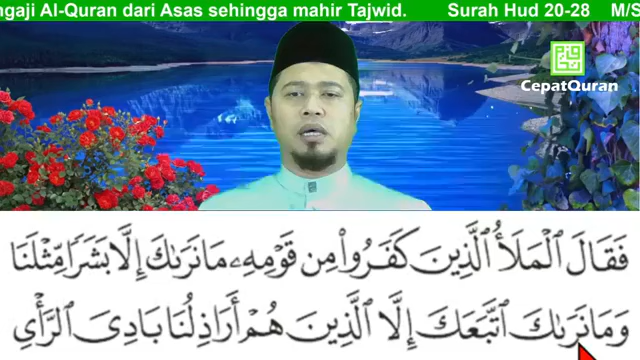 ngaji Al-Quran dari Asas sehingga mahir Tajwid. Surah Hud 20-28 M/S
CepatQuran
فَقَالَ ٱلْمَلَأُ ٱلَّذِينَ كَفَرُوا۟ مِن قَوْمِهِۦ مَا نَرَىٰكَ إِلَّا بَشَرًا مِّثْلَنَا
وَمَا نَرَىٰكَ ٱتَّبَعَكَ إِلَّا ٱلَّذِينَ هُمْ أَرَاذِلُنَا بَادِىَ ٱلرَّأْىِ